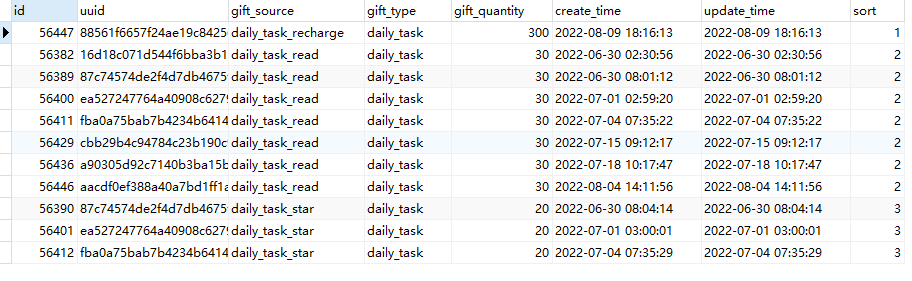 id uuid gift_source gift_type gift_quantity create_time update_time sort
56447 88561f6657f24ae19c8425 daily_task_recharge daily_task 300 2022-08-09 18:16:13 2022-08-09 18:16:13 1
56382 16d18c071d544f6bba3b1 daily_task_read daily_task 30 2022-06-30 02:30:56 2022-06-30 02:30:56 2
56389 87c74574de2f4d7db4675 daily_task_read daily_task 30 2022-06-30 08:01:12 2022-06-30 08:01:12 2
56400 ea527247764a40908c6279 daily_task_read daily_task 30 2022-07-01 02:59:20 2022-07-01 02:59:20 2
56411 fba0a75bab7b4234b6414 daily_task_read daily_task 30 2022-07-04 07:35:22 2022-07-04 07:35:22 2
56429 cbb29b4c94784c23b190c daily_task_read daily_task 30 2022-07-15 09:12:17 2022-07-15 09:12:17 2
56436 a90305d92c7140b3ba15b daily_task_read daily_task 30 2022-07-18 10:17:47 2022-07-18 10:17:47 2
56446 aacdf0ef388a40a7bd1ff1a daily_task_read daily_task 30 2022-08-04 14:11:56 2022-08-04 14:11:56 2
56390 87c74574de2f4d7db4675 daily_task_star daily_task 20 2022-06-30 08:04:14 2022-06-30 08:04:14 3
56401 ea527247764a40908c6279 daily_task_star daily_task 20 2022-07-01 03:00:01 2022-07-01 03:00:01 3
56412 fba0a75bab7b4234b6414 daily_task_star daily_task 20 2022-07-04 07:35:29 2022-07-04 07:35:29 3